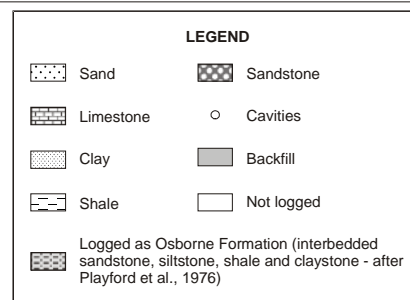 LEGEND
Sand
Sandstone
Limestone
Cavities
Clay
Backfill
Shale
Not logged
Logged as Osborne Formation (interbedded
sandstone, siltstone, shale and claystone - after
Playford et al., 1976)